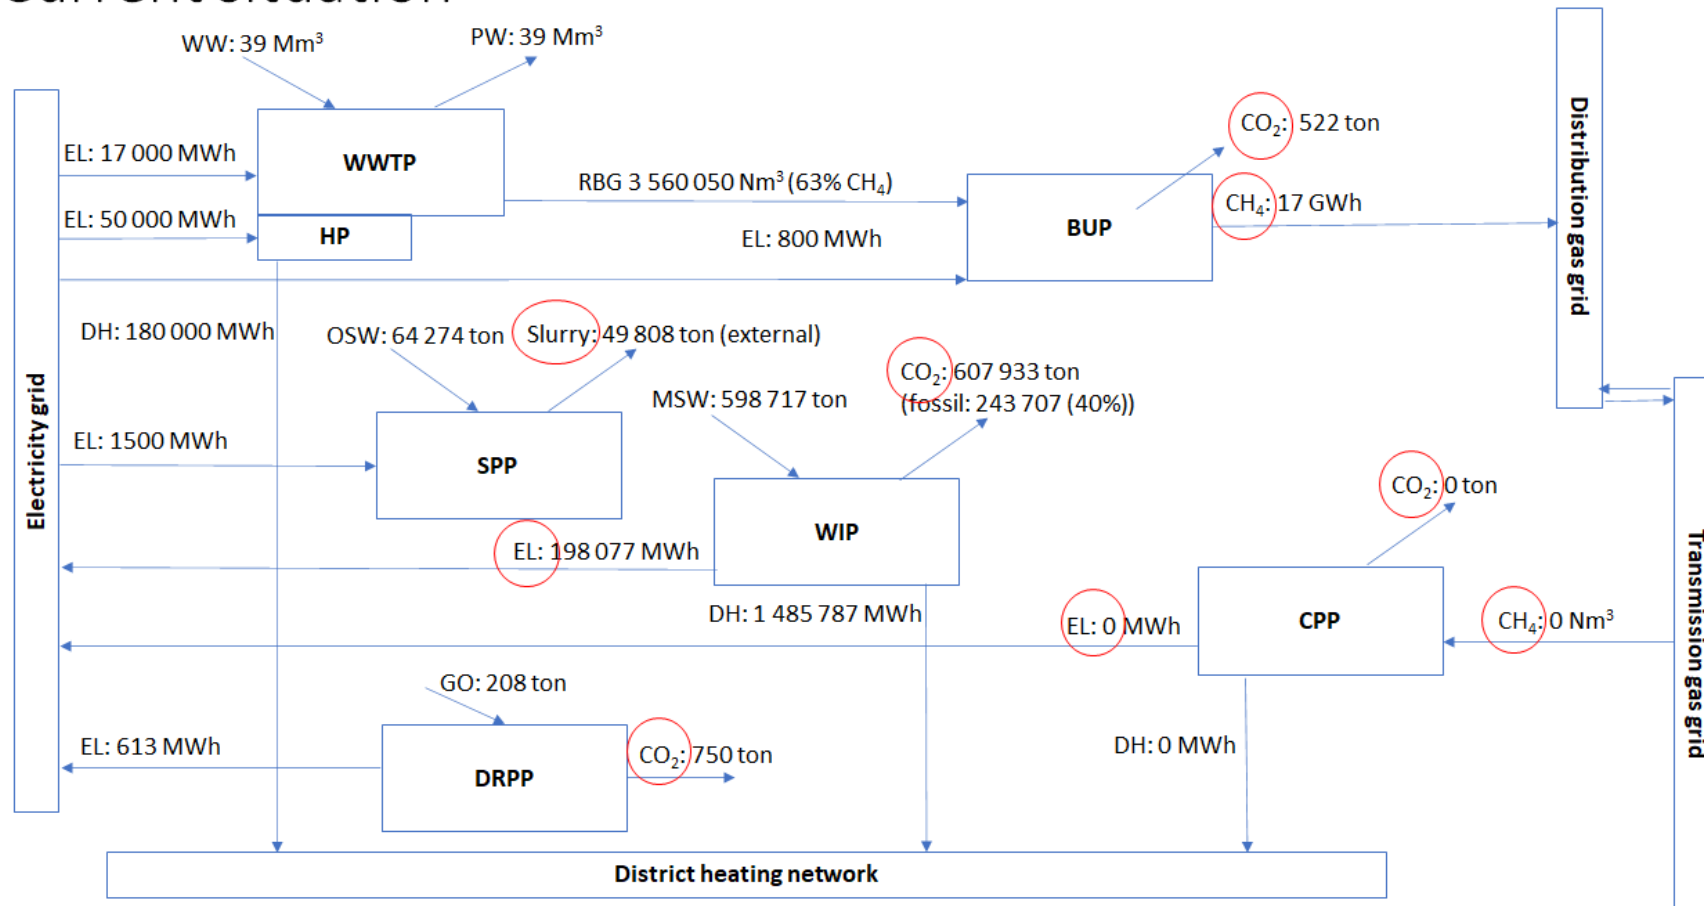 Current situation
WW: 39 Mm³
PW: 39 Mm³
EL: 17 000 MWh
WWTP
RBG 3 560 050 Nm³ (63% CH₄)
CO₂: 522 ton
CH₄: 17 GWh
BUP
EL: 50 000 MWh
HP
EL: 800 MWh
Distribution gas grid
DH: 180 000 MWh
OSW: 64 274 ton
Slurry: 49 808 ton (external)
MSW: 598 717 ton
CO₂: 607 933 ton
(fossil: 243 707 (40%))
Electricity grid
EL: 1500 MWh
SPP
WIP
EL: 198 077 MWh
DH: 1 485 787 MWh
CO₂: 0 ton
EL: 0 MWh
CPP
CH₄: 0 Nm³
Transmission gas grid
GO: 208 ton
EL: 613 MWh
DRPP
CO₂: 750 ton
DH: 0 MWh
District heating network